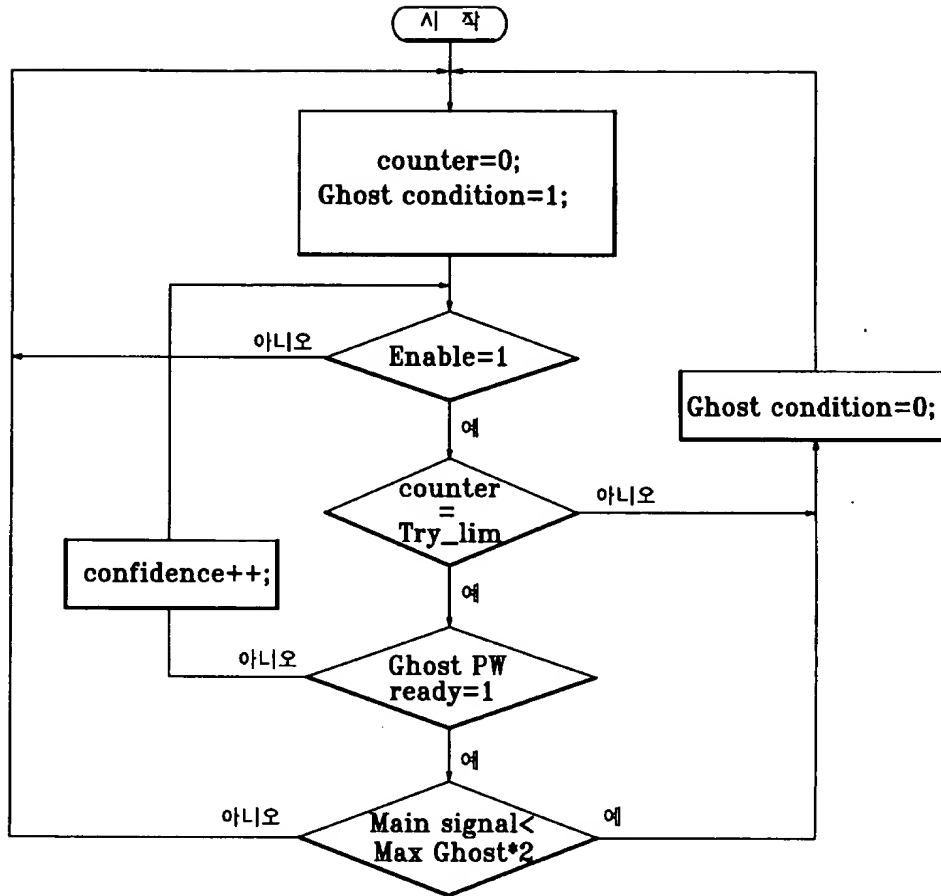 시 작
counter=0;
Ghost condition=1;
아니오
Enable=1
예
Ghost condition=0;
counter
=
Try_lim
아니오
confidence++;
예
아니오
Ghost PW
ready=1
예
아니오
Main signal<
Max Ghost*2
예